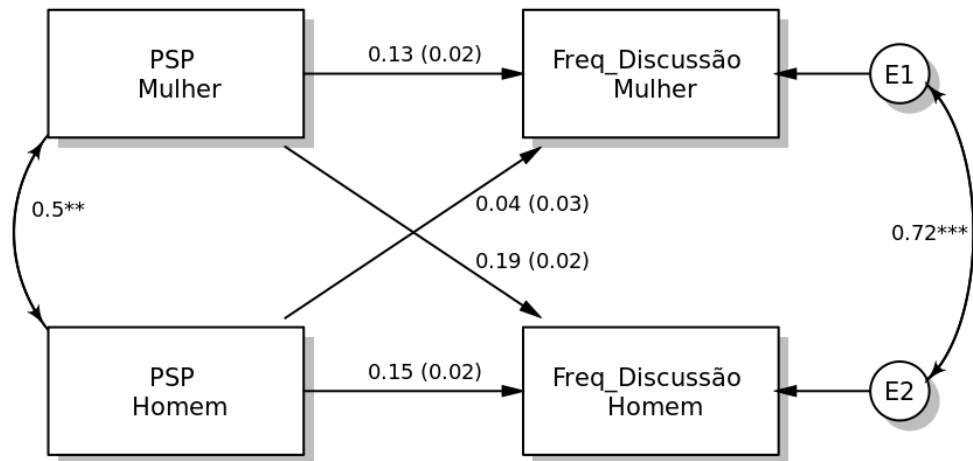 PSP
Mulher
0.13 (0.02)
Freq_Discussão
Mulher
E1
0.5**
0.04 (0.03)
0.19 (0.02)
0.72***
PSP
Homem
0.15 (0.02)
Freq_Discussão
Homem
E2